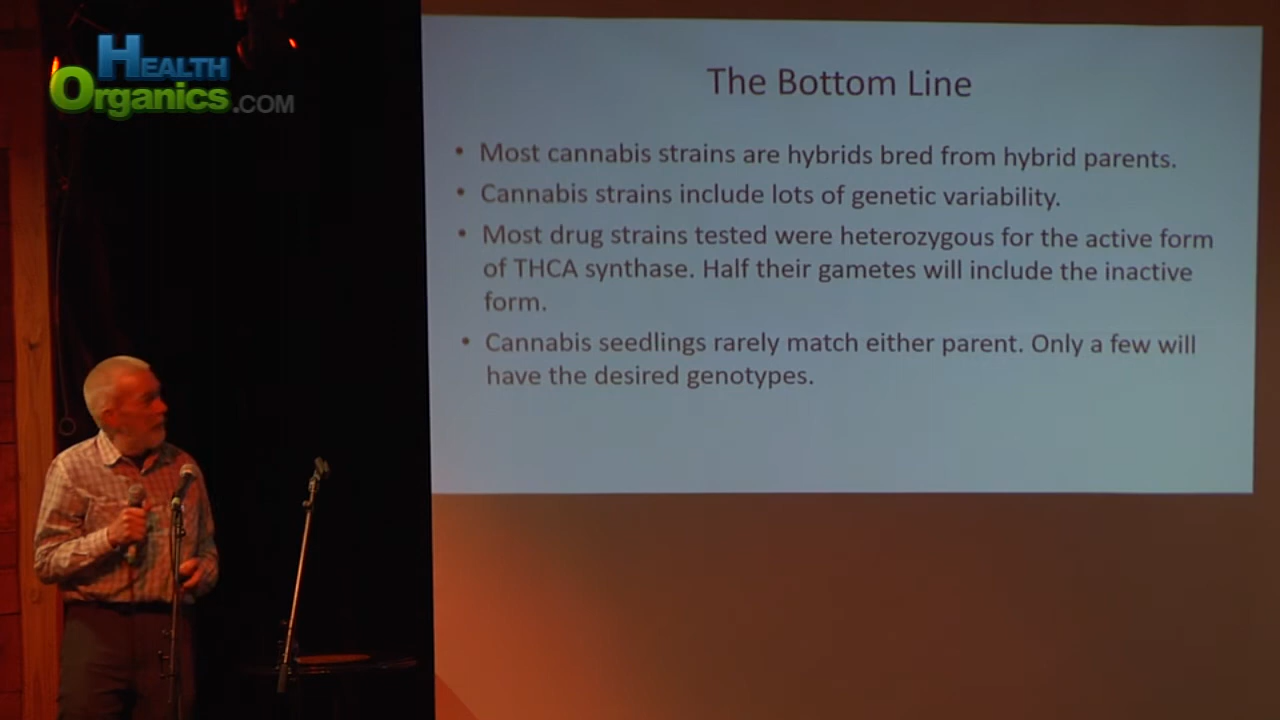 Health
Organics.com
The Bottom Line
• Most cannabis strains are hybrids bred from hybrid parents.
• Cannabis strains include lots of genetic variability.
• Most drug strains tested were heterozygous for the active form
of THCA synthase. Half their gametes will include the inactive
form.
• Cannabis seedlings rarely match either parent. Only a few will
have the desired genotypes.